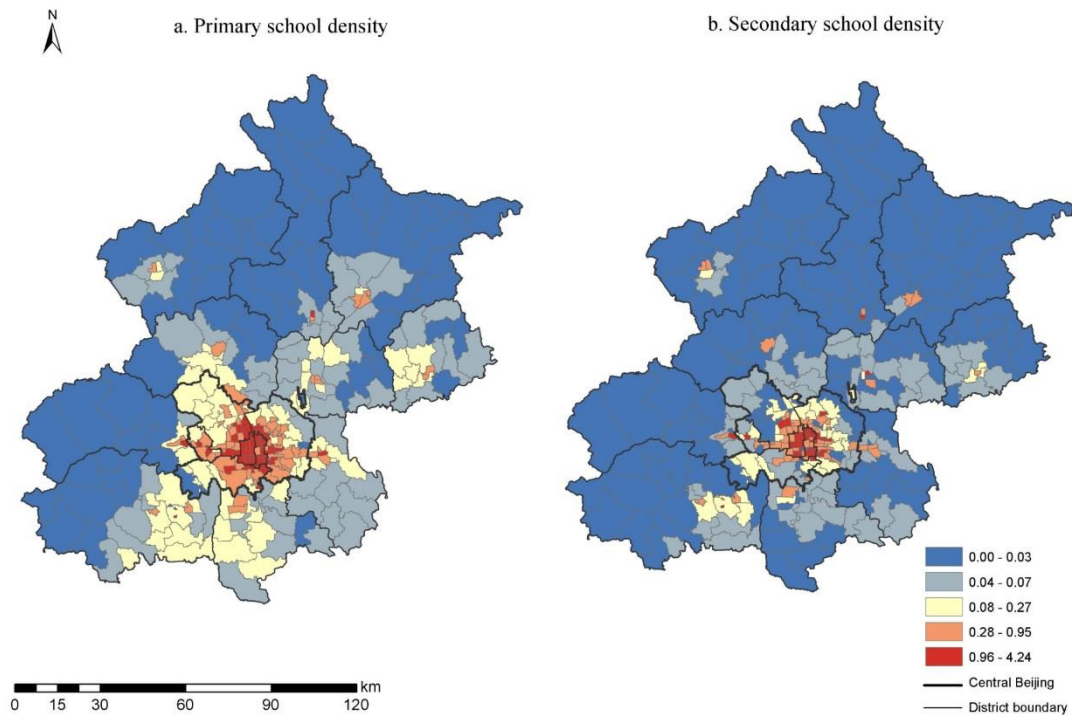 N
a. Primary school density
b. Secondary school density
0.00 - 0.03
0.04 - 0.07
0.08 - 0.27
0.28 - 0.95
0.96 - 4.24
Central Beijing
District boundary
km
0 15 30 60 90 120